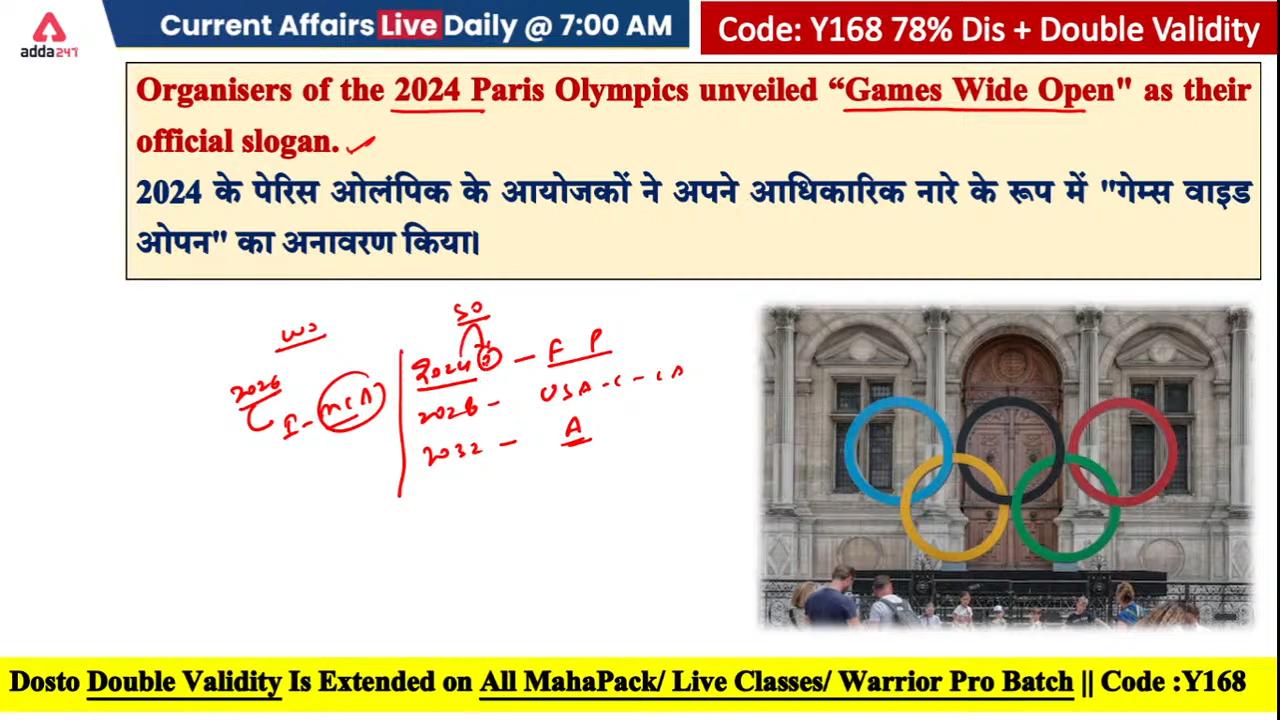 adda247
Current Affairs Live Daily @ 7:00 AM
Code: Y168 78% Dis + Double Validity
Organisers of the 2024 Paris Olympics unveiled “Games Wide Open" as their
official slogan.
2024 के पेरिस ओलंपिक के आयोजकों ने अपने आधिकारिक नारे के रूप में "गेम्स वाइड
ओपन" का अनावरण किया।
2026
I -
SO
2024 - F P
2028 - USA - C - LA
2032 - A
Dosto Double Validity Is Extended on All MahaPack/ Live Classes/ Warrior Pro Batch || Code :Y168